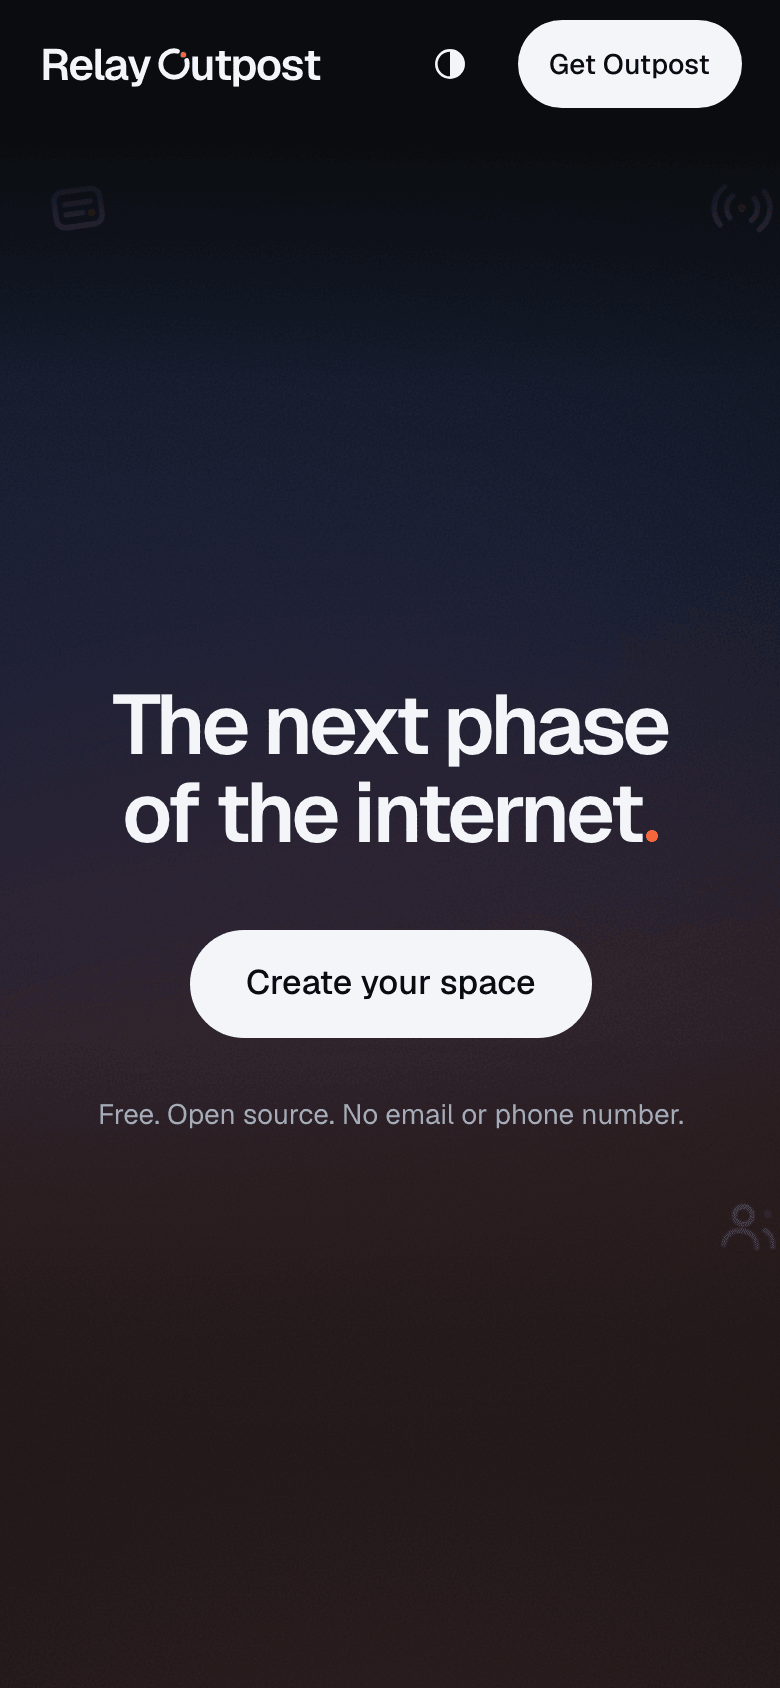 Relay Outpost
Get Outpost
The next phase
of the internet.
Create your space
Free. Open source. No email or phone number.